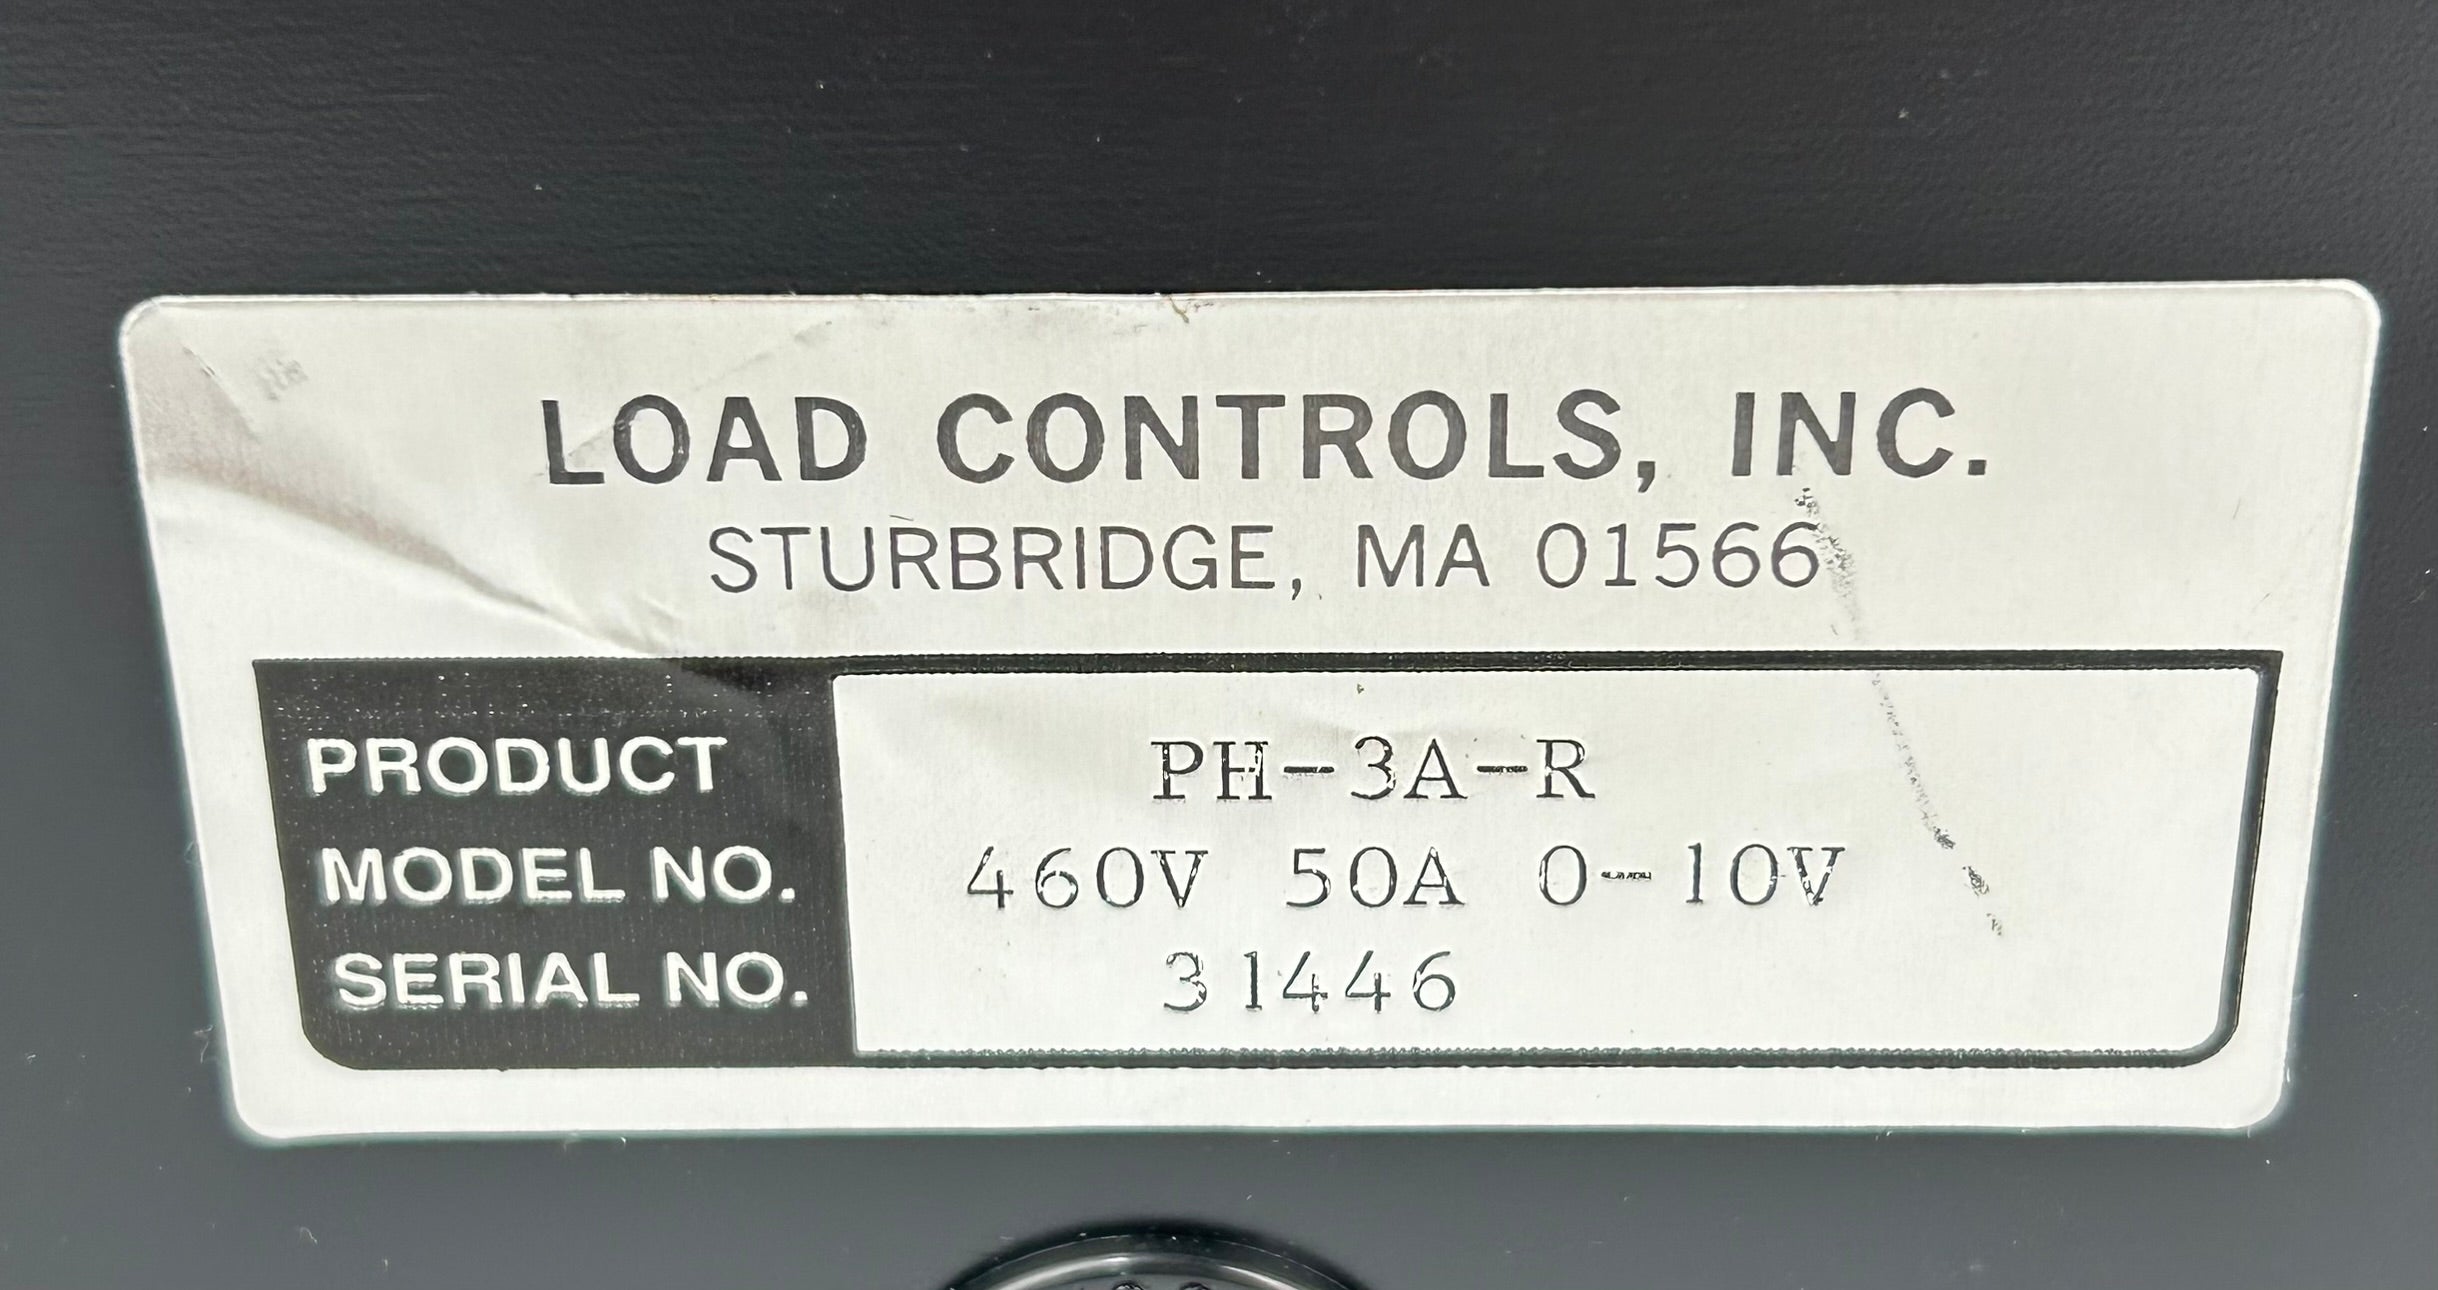 LOAD CONTROLS, INC.
STURBRIDGE, MA 01566
PRODUCT PH-3A-R
MODEL NO. 460V 50A 0-10V
SERIAL NO. 31446